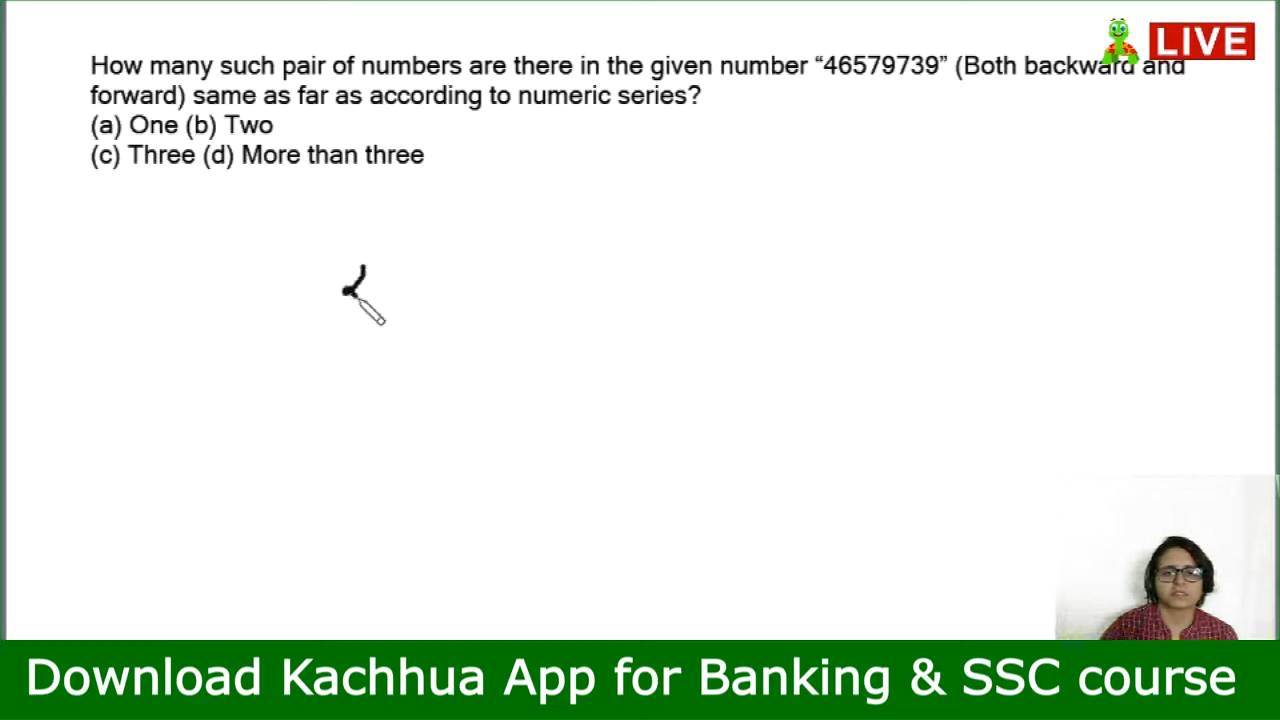 LIVE
How many such pair of numbers are there in the given number “46579739” (Both backward and
forward) same as far as according to numeric series?
(a) One (b) Two
(c) Three (d) More than three
Download Kachhua App for Banking & SSC course